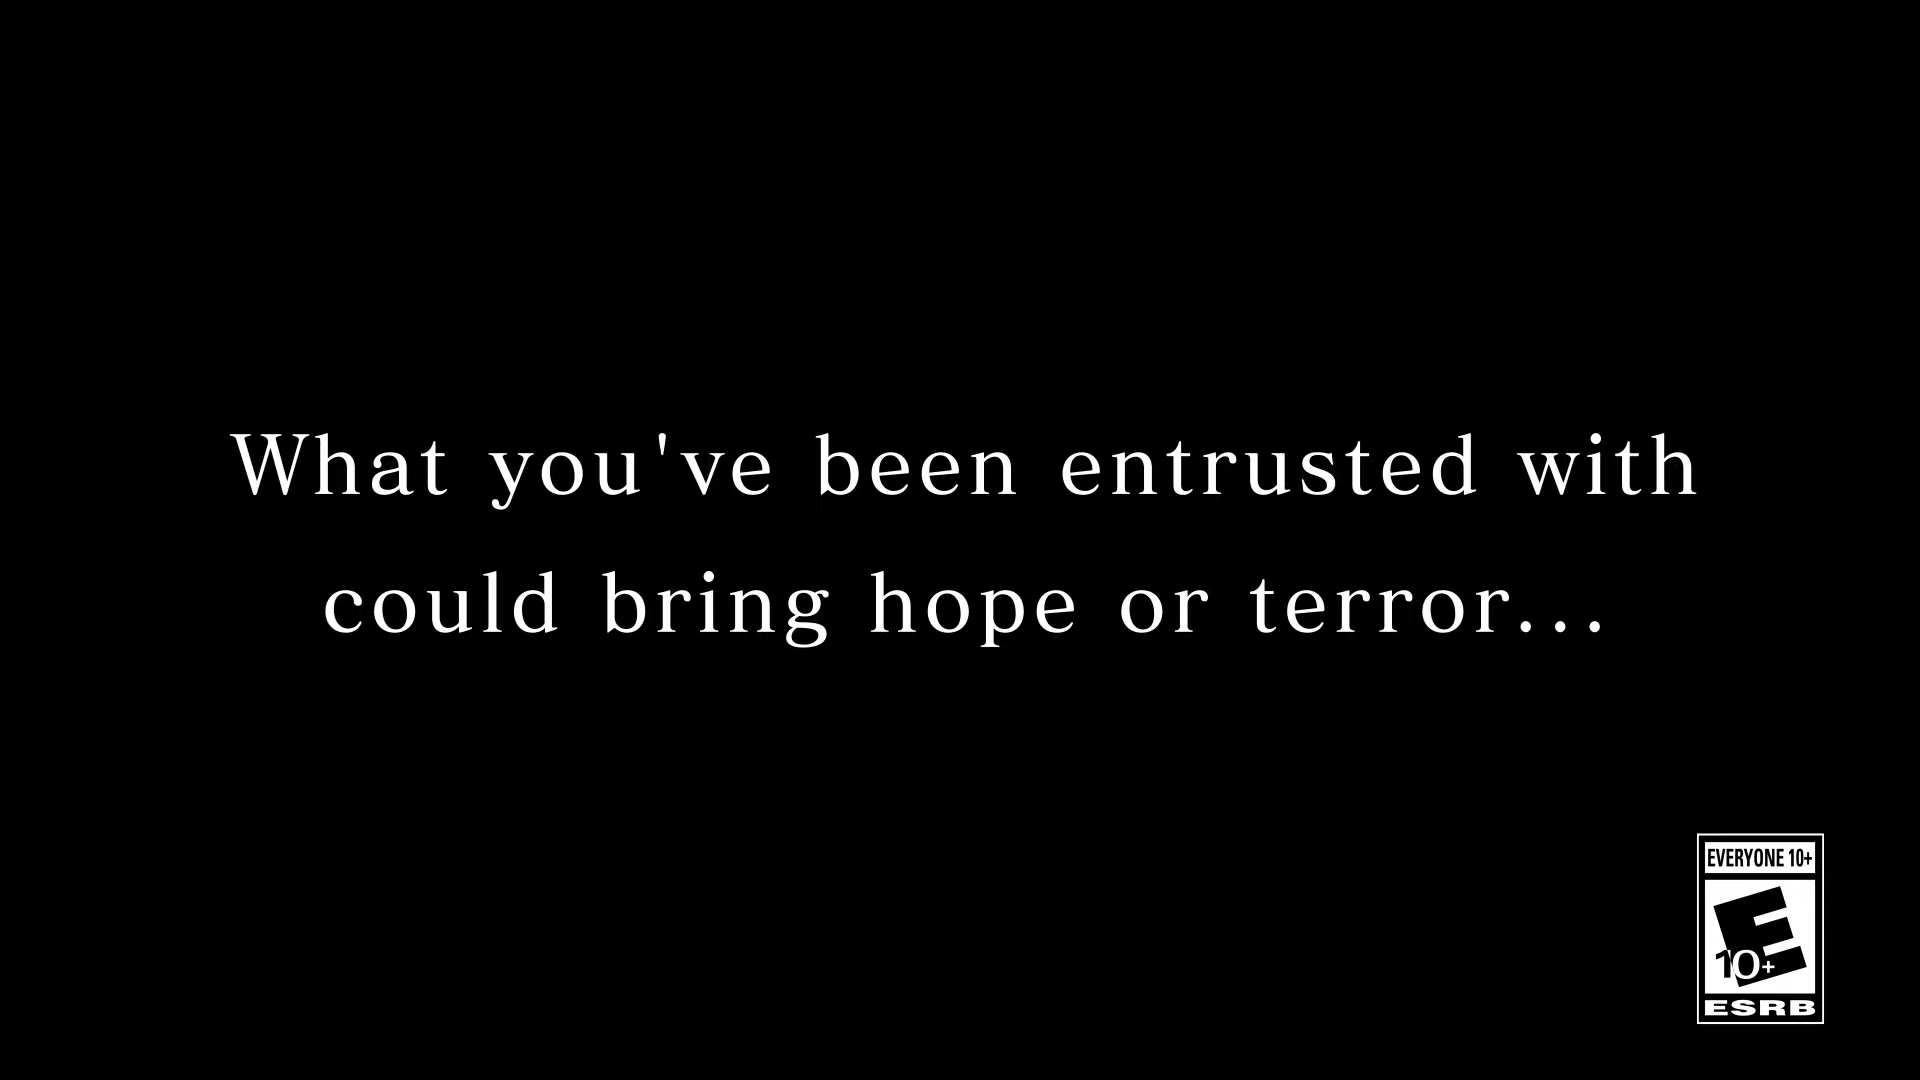 What you've been entrusted with
could bring hope or terror...
EVERYONE 10+
E
10+
ESRB